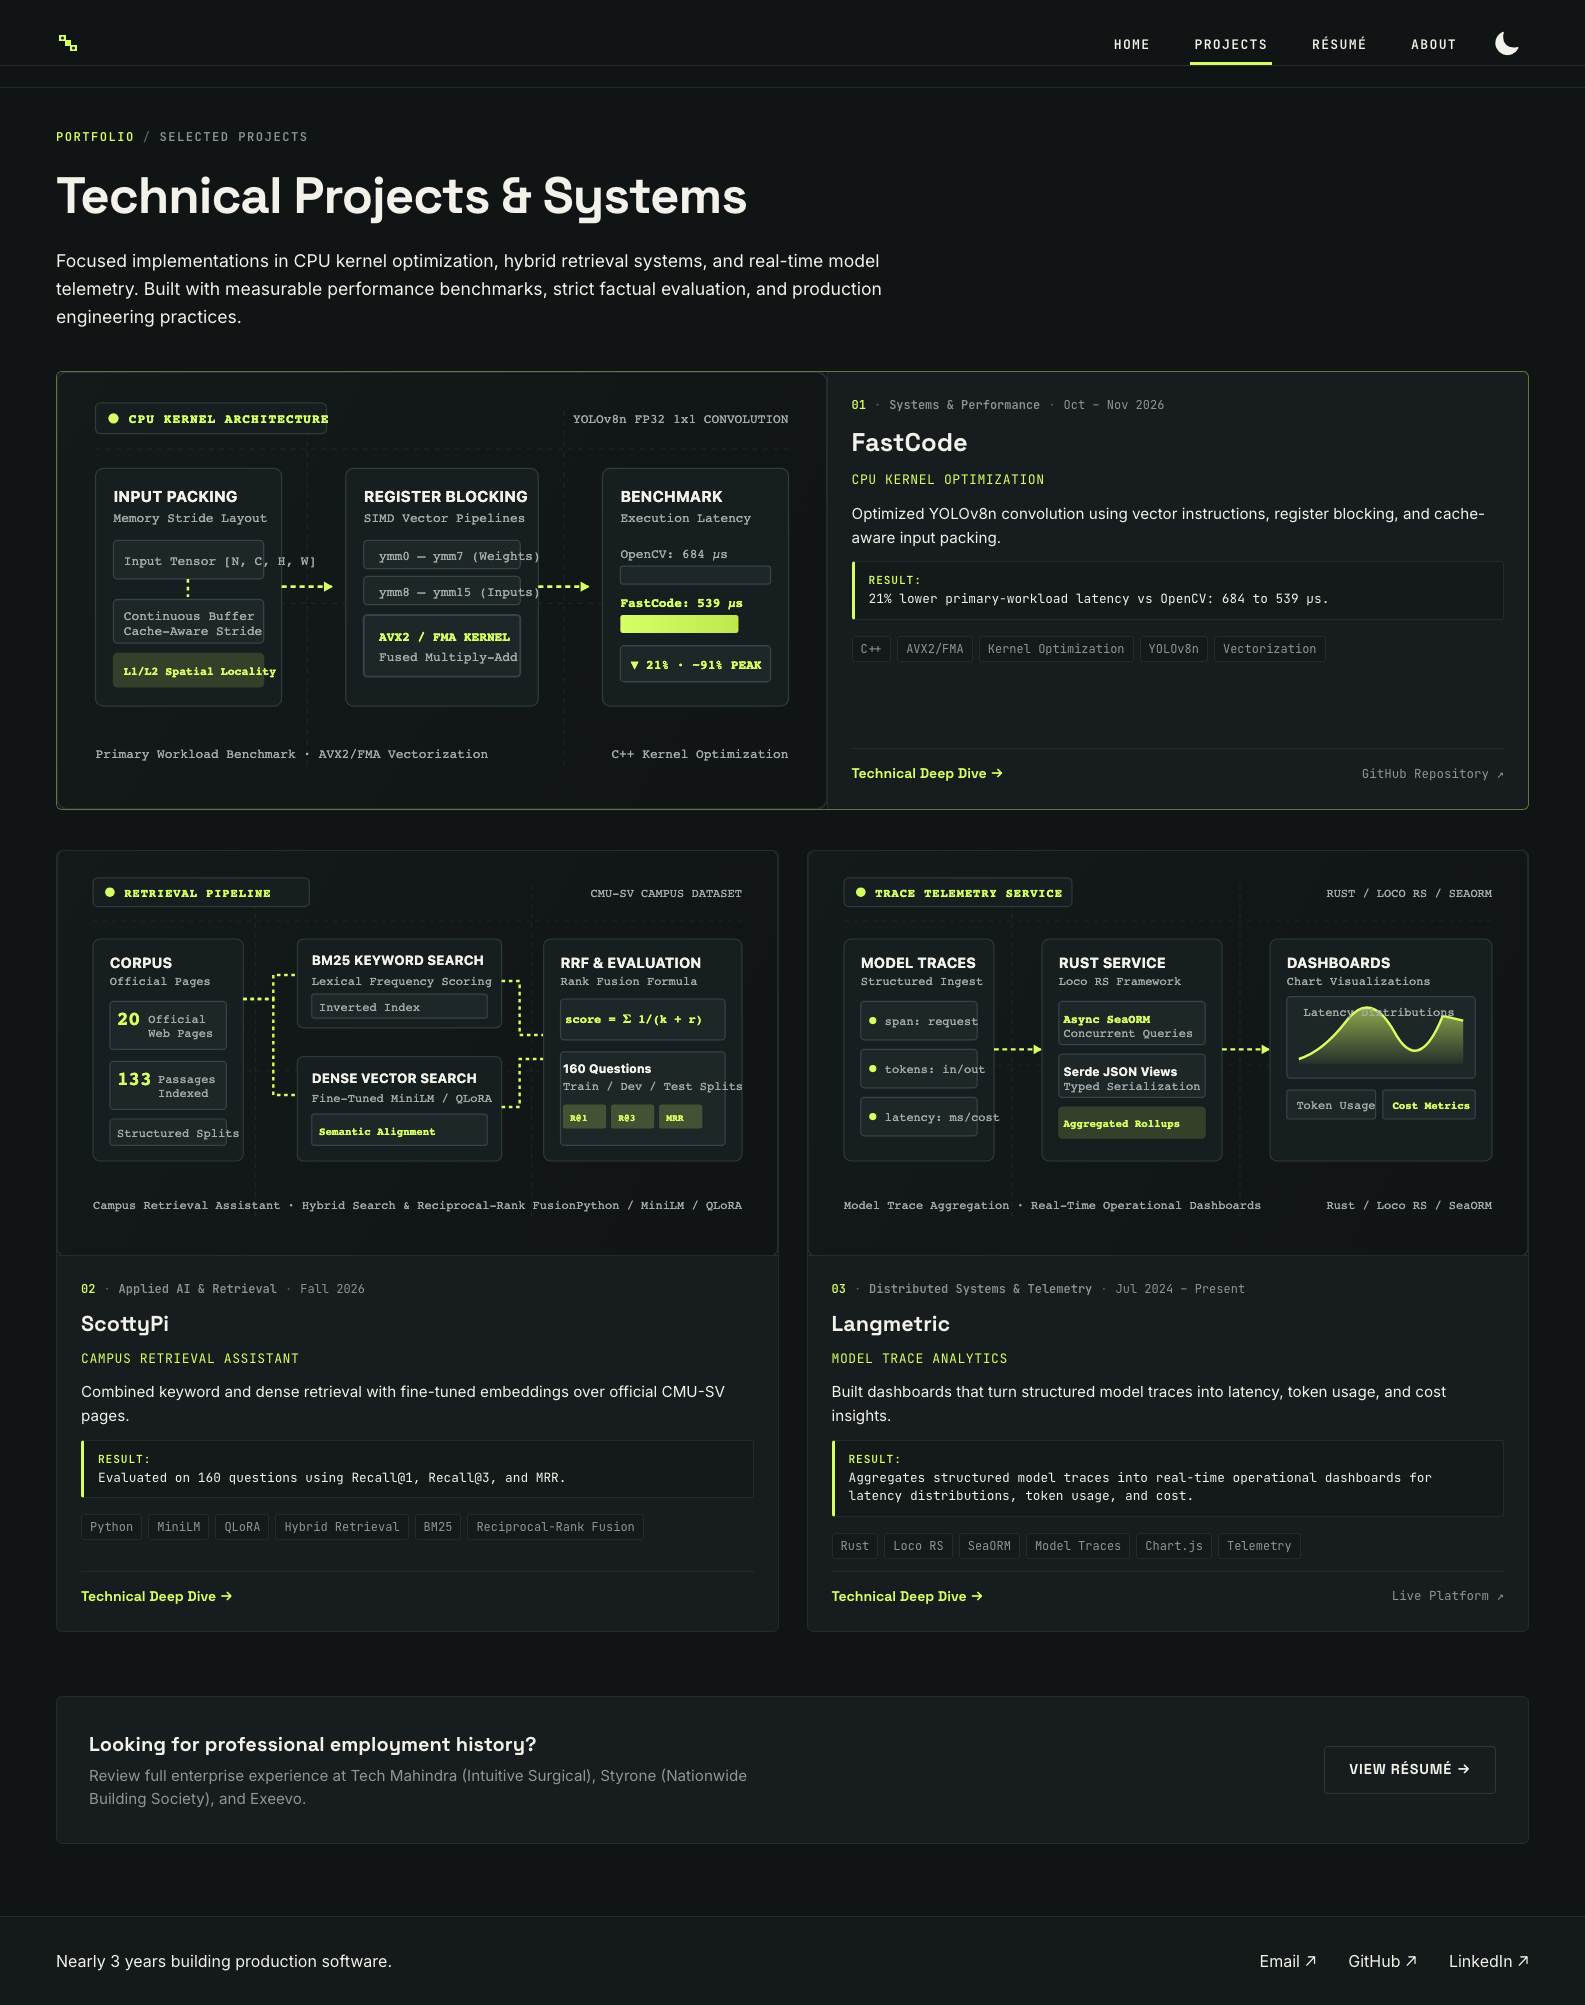 HOME PROJECTS RÉSUMÉ ABOUT
PORTFOLIO / SELECTED PROJECTS
Technical Projects & Systems
Focused implementations in CPU kernel optimization, hybrid retrieval systems, and real-time model
telemetry. Built with measurable performance benchmarks, strict factual evaluation, and production
engineering practices.
CPU KERNEL ARCHITECTURE
YOLOv8n FP32 1x1 CONVOLUTION
INPUT PACKING
Memory Stride Layout
Input Tensor [N, C, H, W]
Continuous Buffer
Cache-Aware Stride
L1/L2 Spatial Locality
REGISTER BLOCKING
SIMD Vector Pipelines
ymm0 — ymm7 (Weights)
ymm8 — ymm15 (Inputs)
AVX2 / FMA KERNEL
Fused Multiply-Add
BENCHMARK
Execution Latency
OpenCV: 684 µs
FastCode: 539 µs
▼ 21% · ~91% PEAK
Primary Workload Benchmark · AVX2/FMA Vectorization
C++ Kernel Optimization
01 · Systems & Performance · Oct – Nov 2026
FastCode
CPU KERNEL OPTIMIZATION
Optimized YOLOv8n convolution using vector instructions, register blocking, and cache-
aware input packing.
RESULT:
21% lower primary-workload latency vs OpenCV: 684 to 539 µs.
C++ AVX2/FMA Kernel Optimization YOLOv8n Vectorization
Technical Deep Dive →
GitHub Repository ↗
RETRIEVAL PIPELINE
CMU-SV CAMPUS DATASET
CORPUS
Official Pages
20 Official
Web Pages
133 Passages
Indexed
Structured Splits
BM25 KEYWORD SEARCH
Lexical Frequency Scoring
Inverted Index
DENSE VECTOR SEARCH
Fine-Tuned MiniLM / QLoRA
Semantic Alignment
RRF & EVALUATION
Rank Fusion Formula
score = Σ 1/(k + r)
160 Questions
Train / Dev / Test Splits
R@1 R@3 MRR
Campus Retrieval Assistant · Hybrid Search & Reciprocal-Rank Fusion
Python / MiniLM / QLoRA
02 · Applied AI & Retrieval · Fall 2026
ScottyPi
CAMPUS RETRIEVAL ASSISTANT
Combined keyword and dense retrieval with fine-tuned embeddings over official CMU-SV
pages.
RESULT:
Evaluated on 160 questions using Recall@1, Recall@3, and MRR.
Python MiniLM QLoRA Hybrid Retrieval BM25 Reciprocal-Rank Fusion
Technical Deep Dive →
TRACE TELEMETRY SERVICE
RUST / LOCO RS / SEAORM
MODEL TRACES
Structured Ingest
span: request
tokens: in/out
latency: ms/cost
RUST SERVICE
Loco RS Framework
Async SeaORM
Concurrent Queries
Serde JSON Views
Typed Serialization
Aggregated Rollups
DASHBOARDS
Chart Visualizations
Latency Distributions
Token Usage Cost Metrics
Model Trace Aggregation · Real-Time Operational Dashboards
Rust / Loco RS / SeaORM
03 · Distributed Systems & Telemetry · Jul 2024 – Present
Langmetric
MODEL TRACE ANALYTICS
Built dashboards that turn structured model traces into latency, token usage, and cost
insights.
RESULT:
Aggregates structured model traces into real-time operational dashboards for
latency distributions, token usage, and cost.
Rust Loco RS SeaORM Model Traces Chart.js Telemetry
Technical Deep Dive →
Live Platform ↗
Looking for professional employment history?
Review full enterprise experience at Tech Mahindra (Intuitive Surgical), Styrone (Nationwide
Building Society), and Exeevo.
VIEW RÉSUMÉ →
Nearly 3 years building production software.
Email ↗ GitHub ↗ LinkedIn ↗